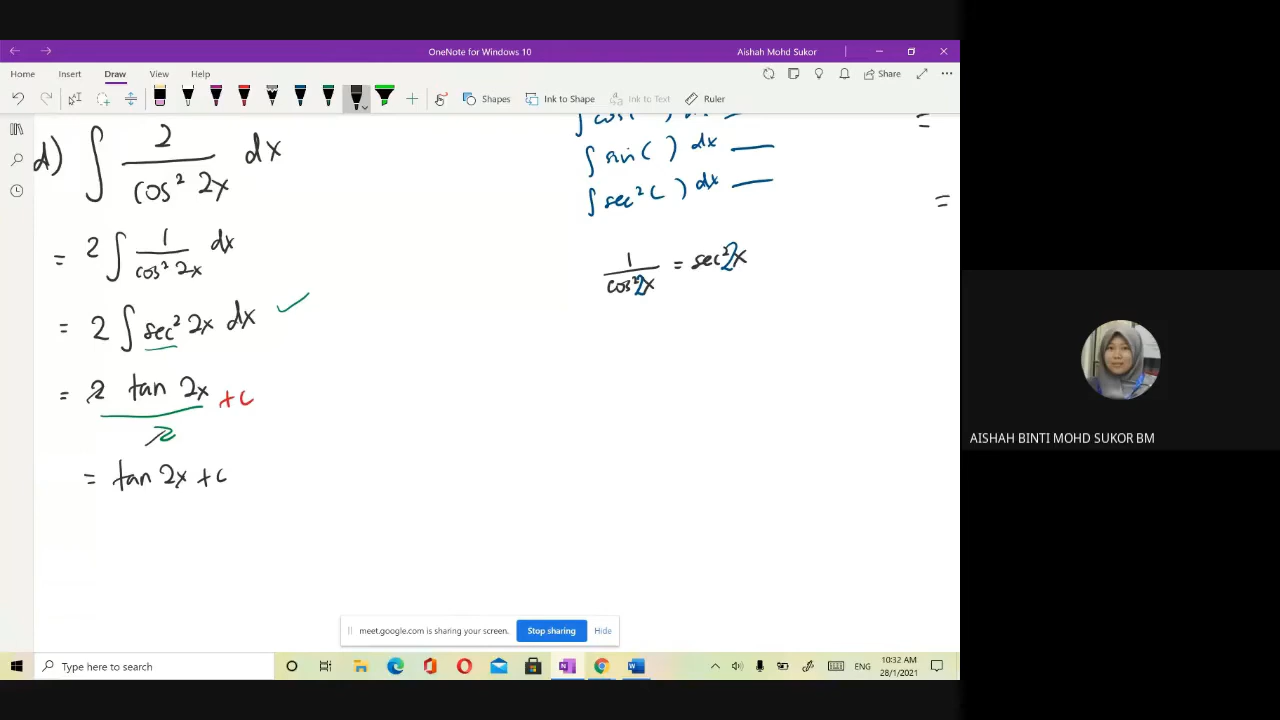 OneNote for Windows 10
Aishah Mohd Sukor
Home Insert Draw View Help
Share
Shapes Ink to Shape Ink to Text Ruler
d) ∫ 2/cos² 2x dx
= 2 ∫ 1/cos² 2x dx
= 2 ∫ sec² 2x dx ✓
= 2 tan 2x/2 + c
= tan 2x + c
∫ cos( ) dx —
∫ sin( ) dx —
∫ sec²( ) dx —
1/cos² 2x = sec² 2x
=
=
AISHAH BINTI MOHD SUKOR BM
meet.google.com is sharing your screen. Stop sharing Hide
Type here to search
ENG
10:32 AM
28/1/2021